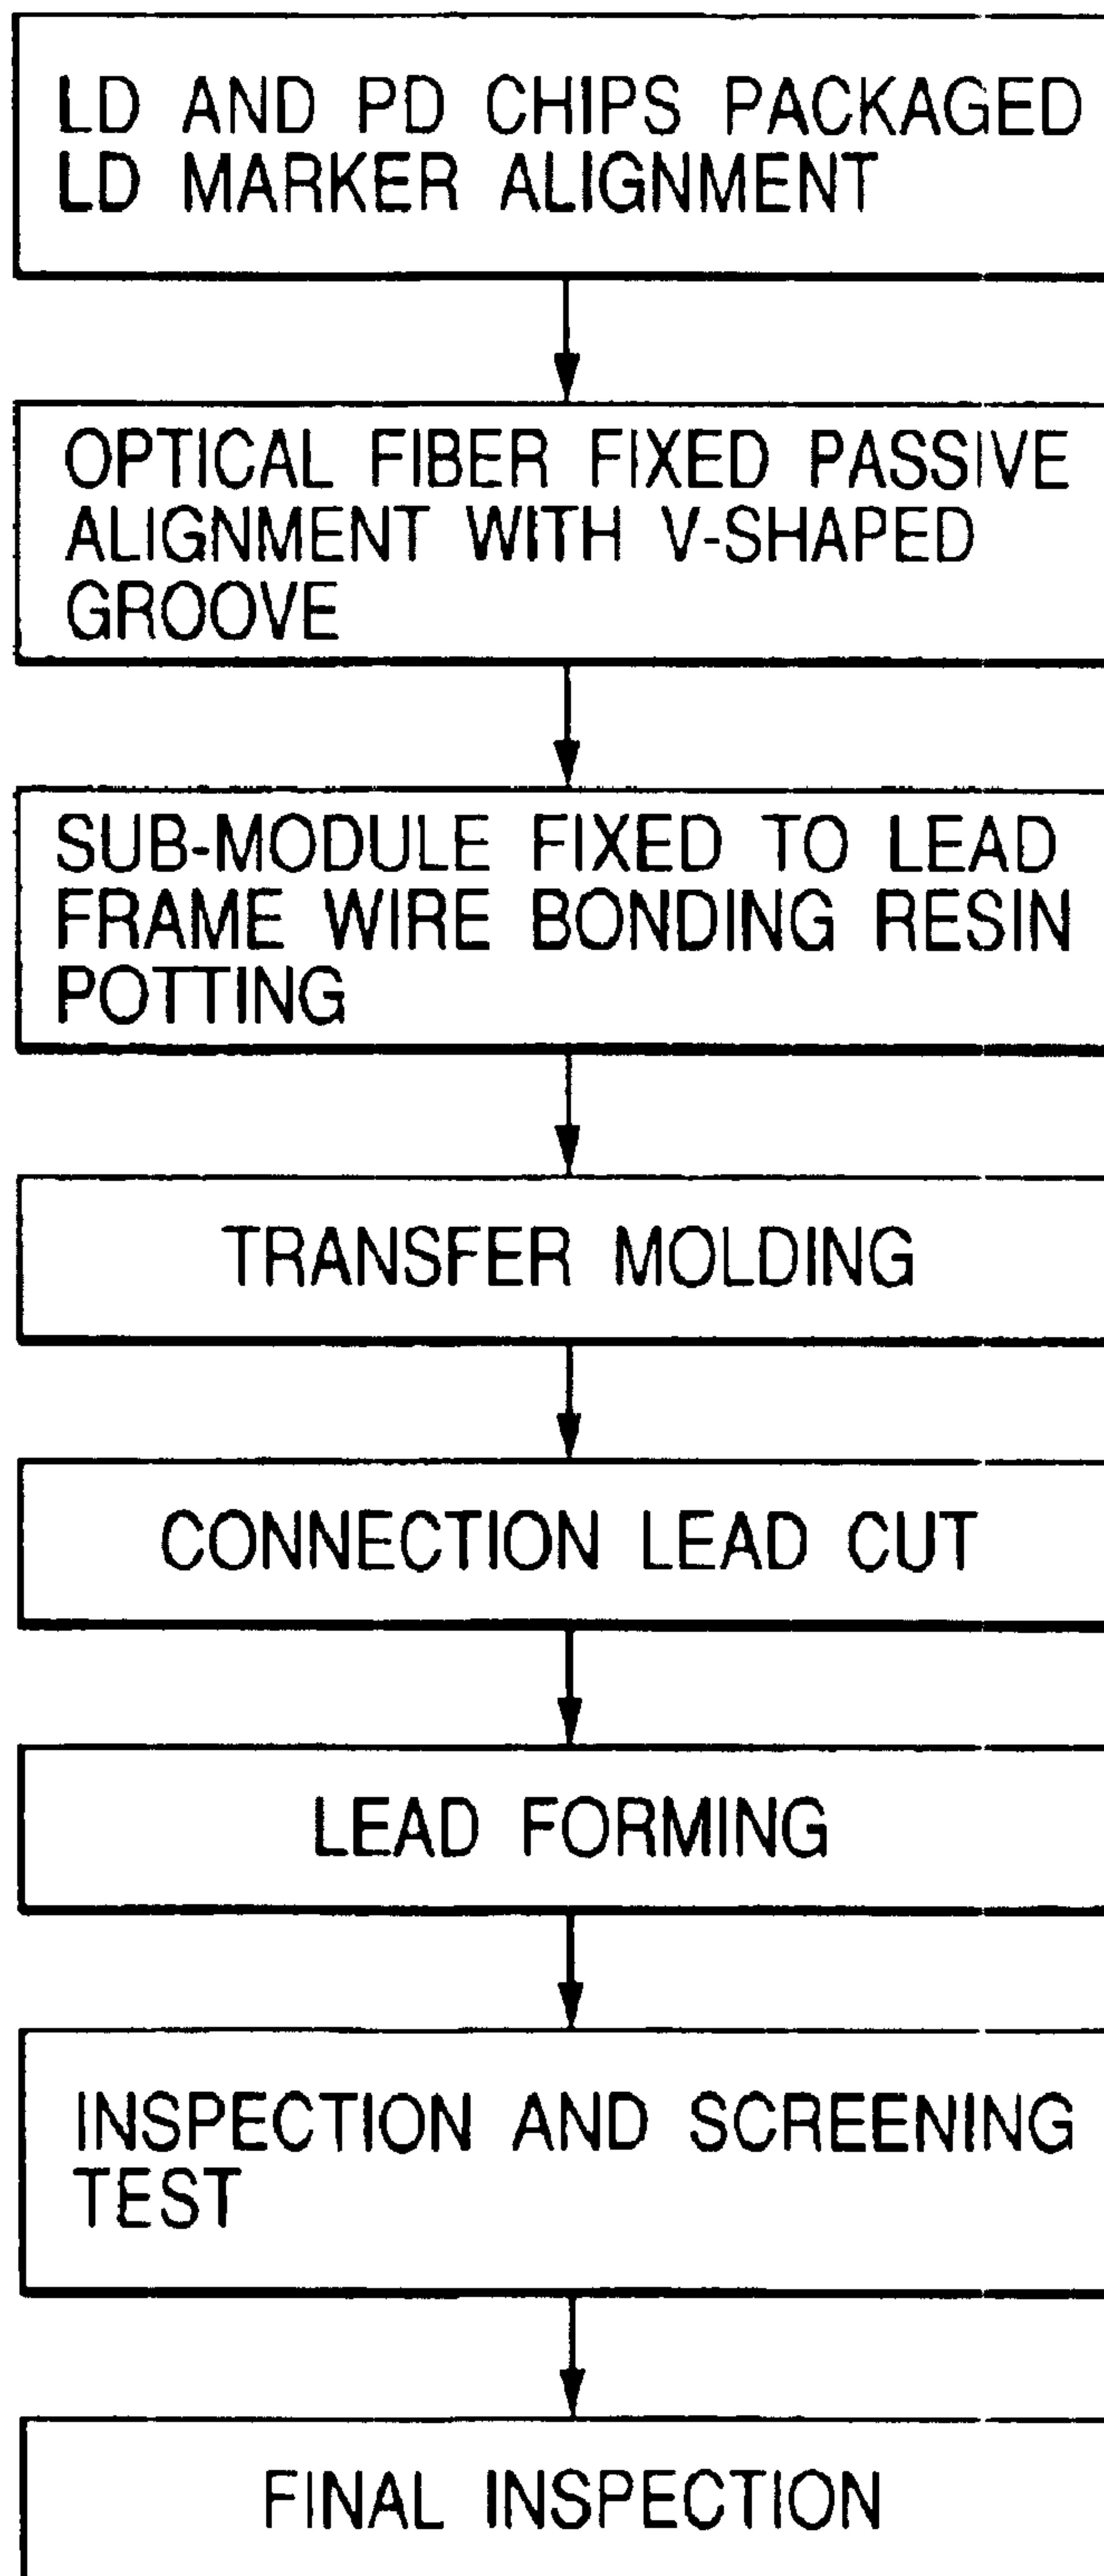 LD AND PD CHIPS PACKAGED
LD MARKER ALIGNMENT
OPTICAL FIBER FIXED PASSIVE
ALIGNMENT WITH V-SHAPED
GROOVE
SUB-MODULE FIXED TO LEAD
FRAME WIRE BONDING RESIN
POTTING
TRANSFER MOLDING
CONNECTION LEAD CUT
LEAD FORMING
INSPECTION AND SCREENING
TEST
FINAL INSPECTION